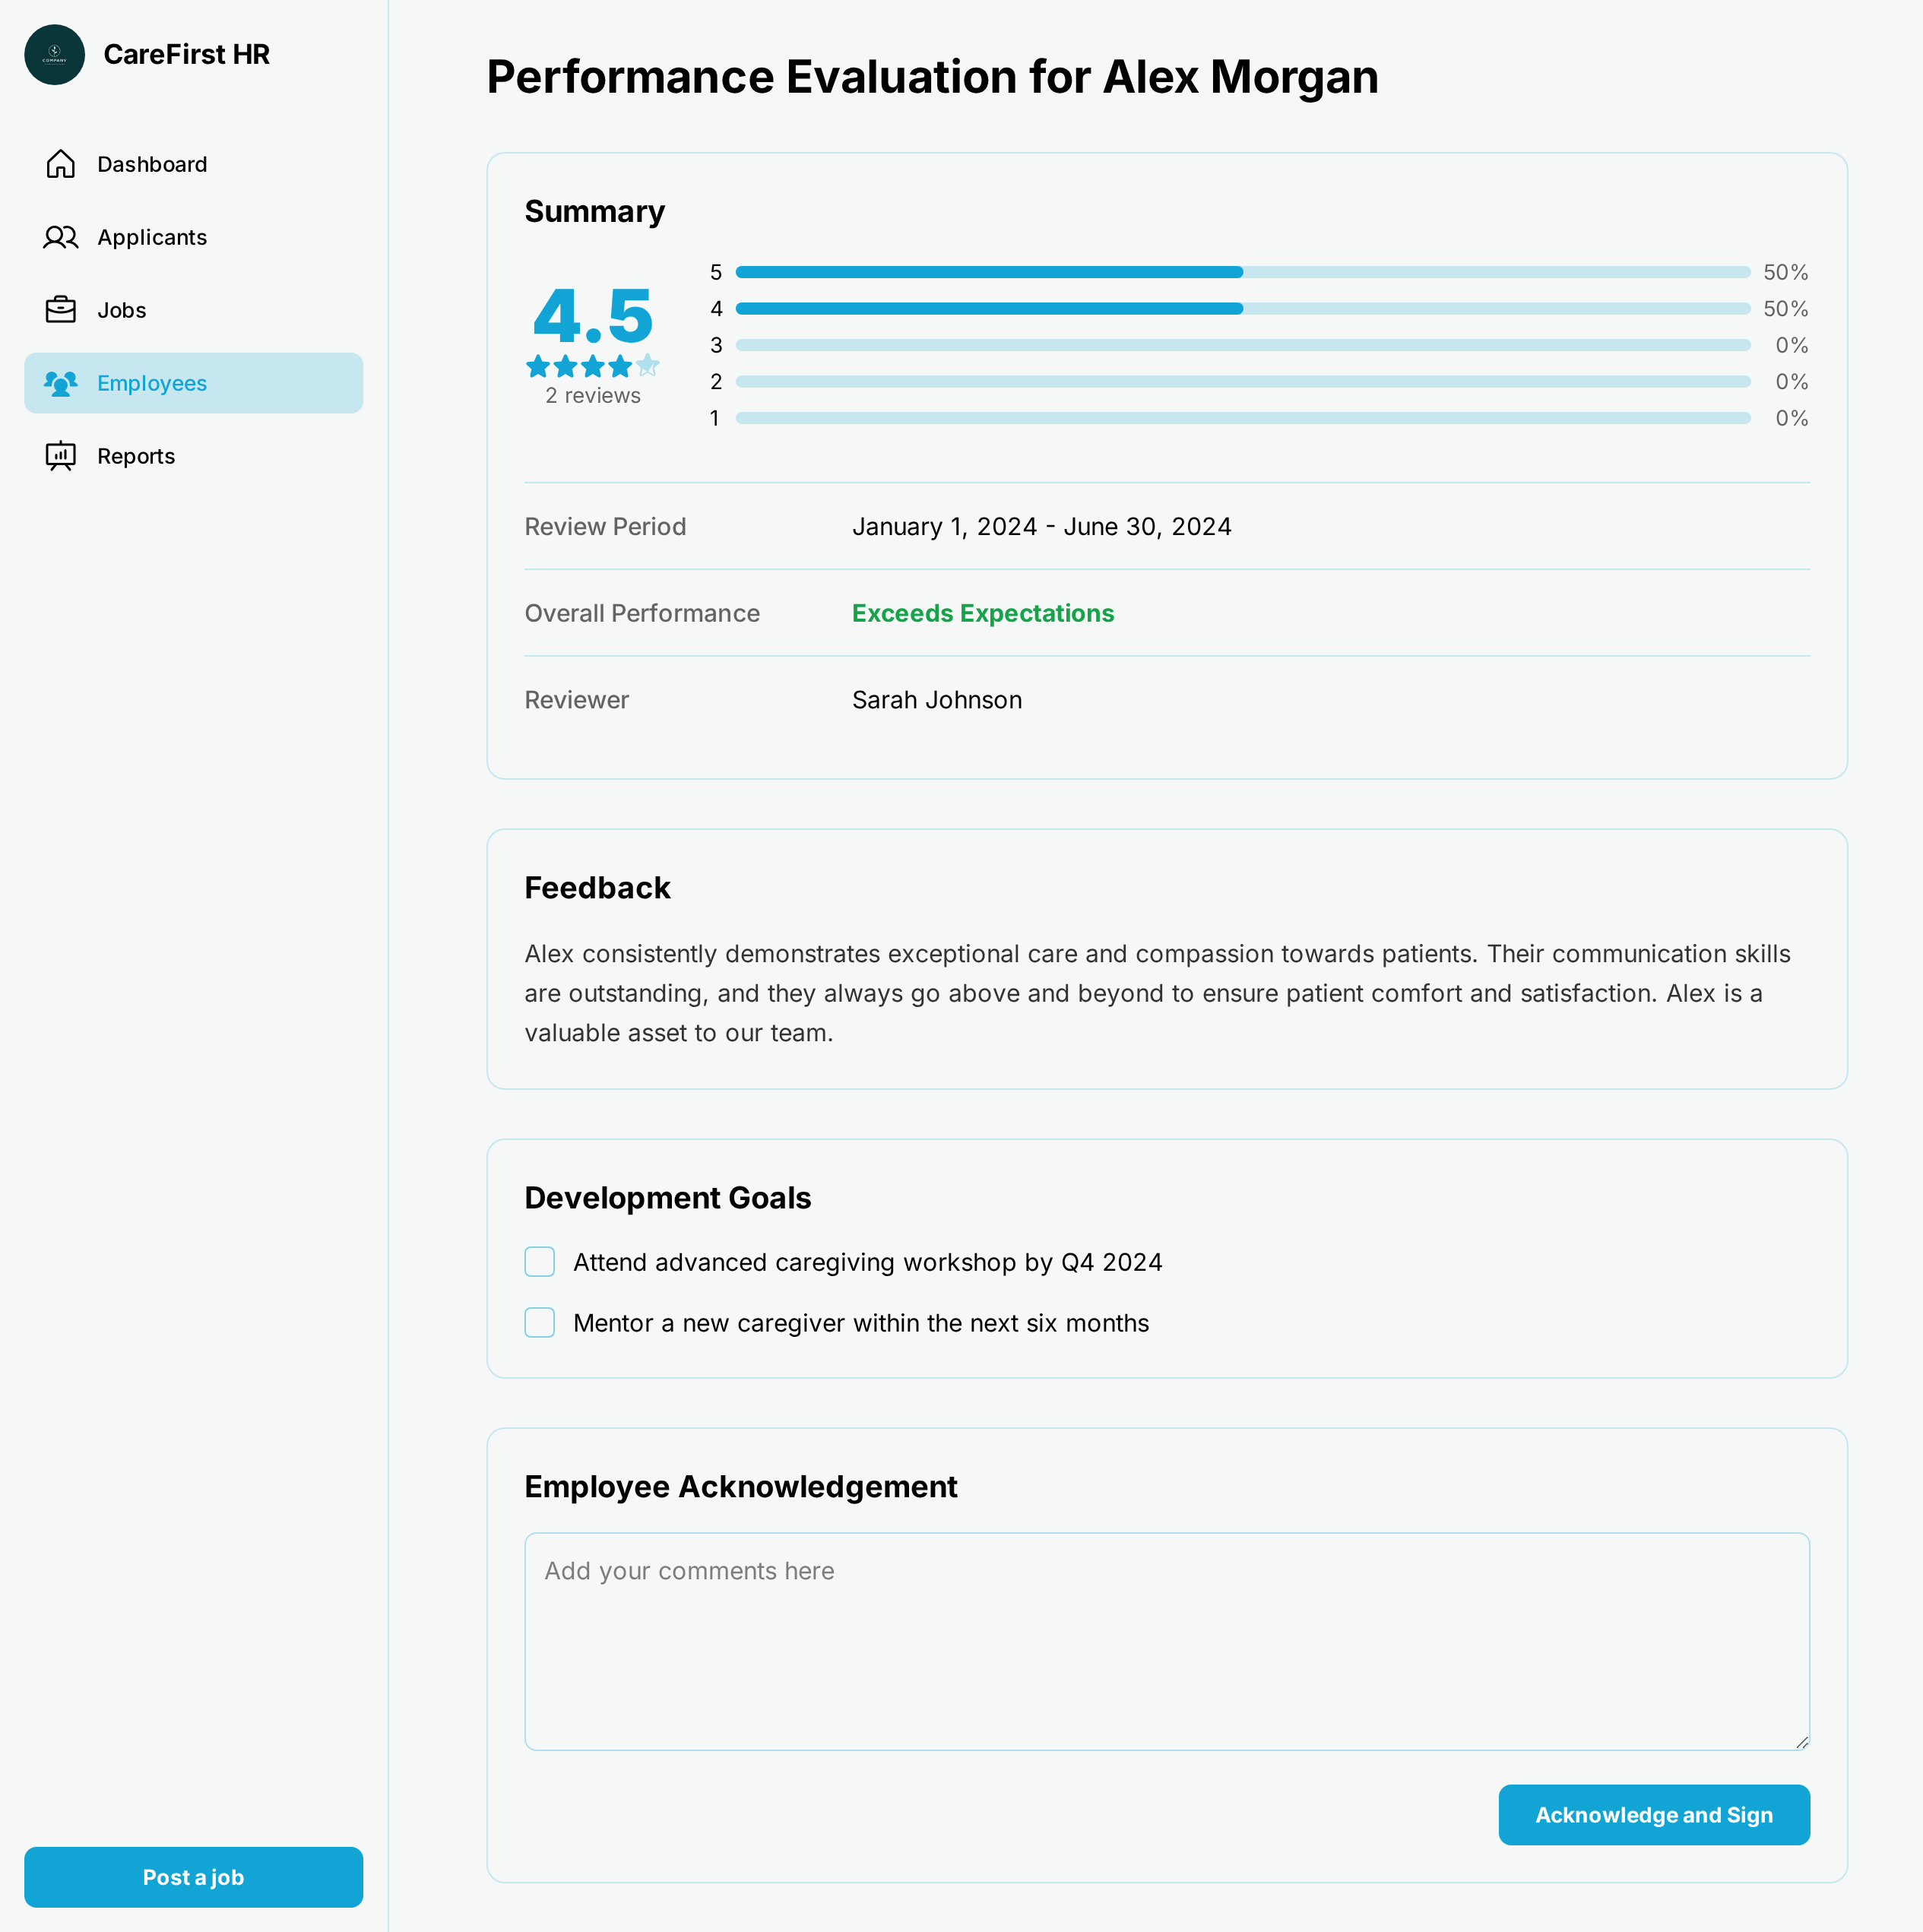 COMPANY
CareFirst HR
Dashboard
Applicants
Jobs
Employees
Reports
Post a job
Performance Evaluation for Alex Morgan
Summary
4.5
2 reviews
5 50%
4 50%
3 0%
2 0%
1 0%
Review Period January 1, 2024 - June 30, 2024
Overall Performance Exceeds Expectations
Reviewer Sarah Johnson
Feedback
Alex consistently demonstrates exceptional care and compassion towards patients. Their communication skills
are outstanding, and they always go above and beyond to ensure patient comfort and satisfaction. Alex is a
valuable asset to our team.
Development Goals
Attend advanced caregiving workshop by Q4 2024
Mentor a new caregiver within the next six months
Employee Acknowledgement
Add your comments here
Acknowledge and Sign